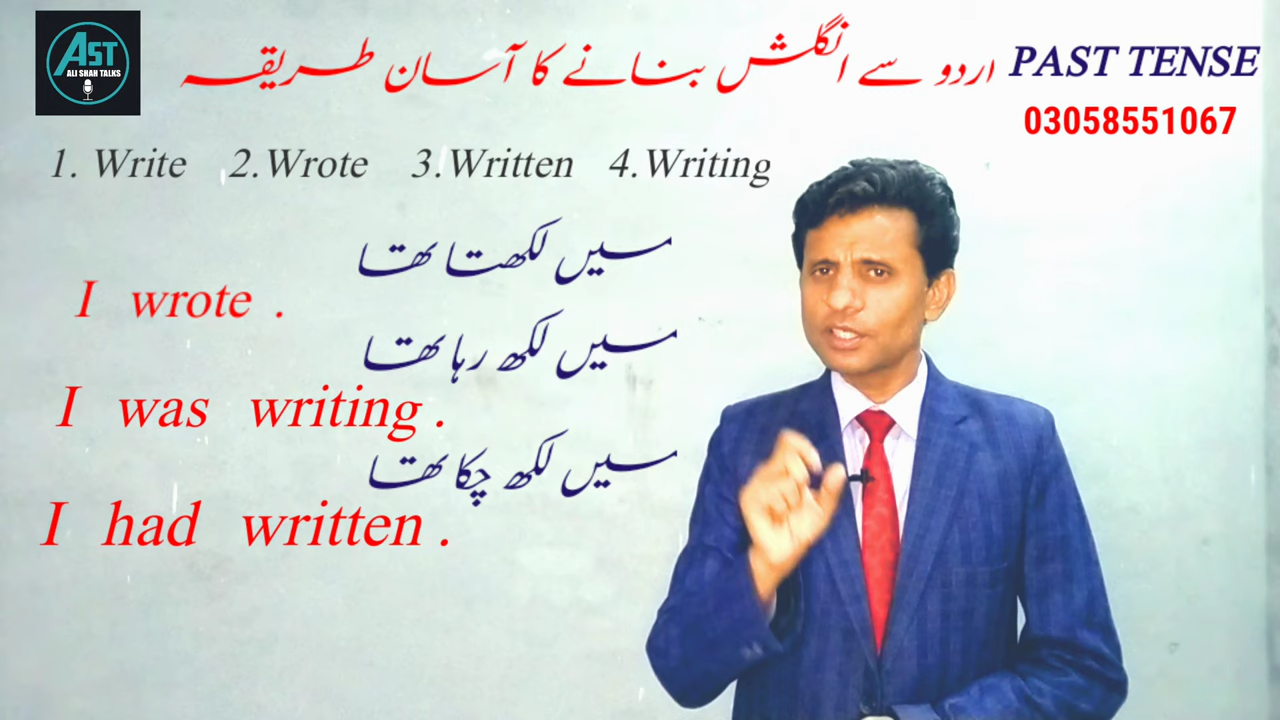 AST
ALI SHAH TALKS
اردو سے انگلش بنانے کا آسان طریقہ PAST TENSE
03058551067
1. Write 2.Wrote 3.Written 4.Writing
میں لکھتا تھا
I wrote .
میں لکھ رہا تھا
I was writing .
میں لکھ چکا تھا
I had written .